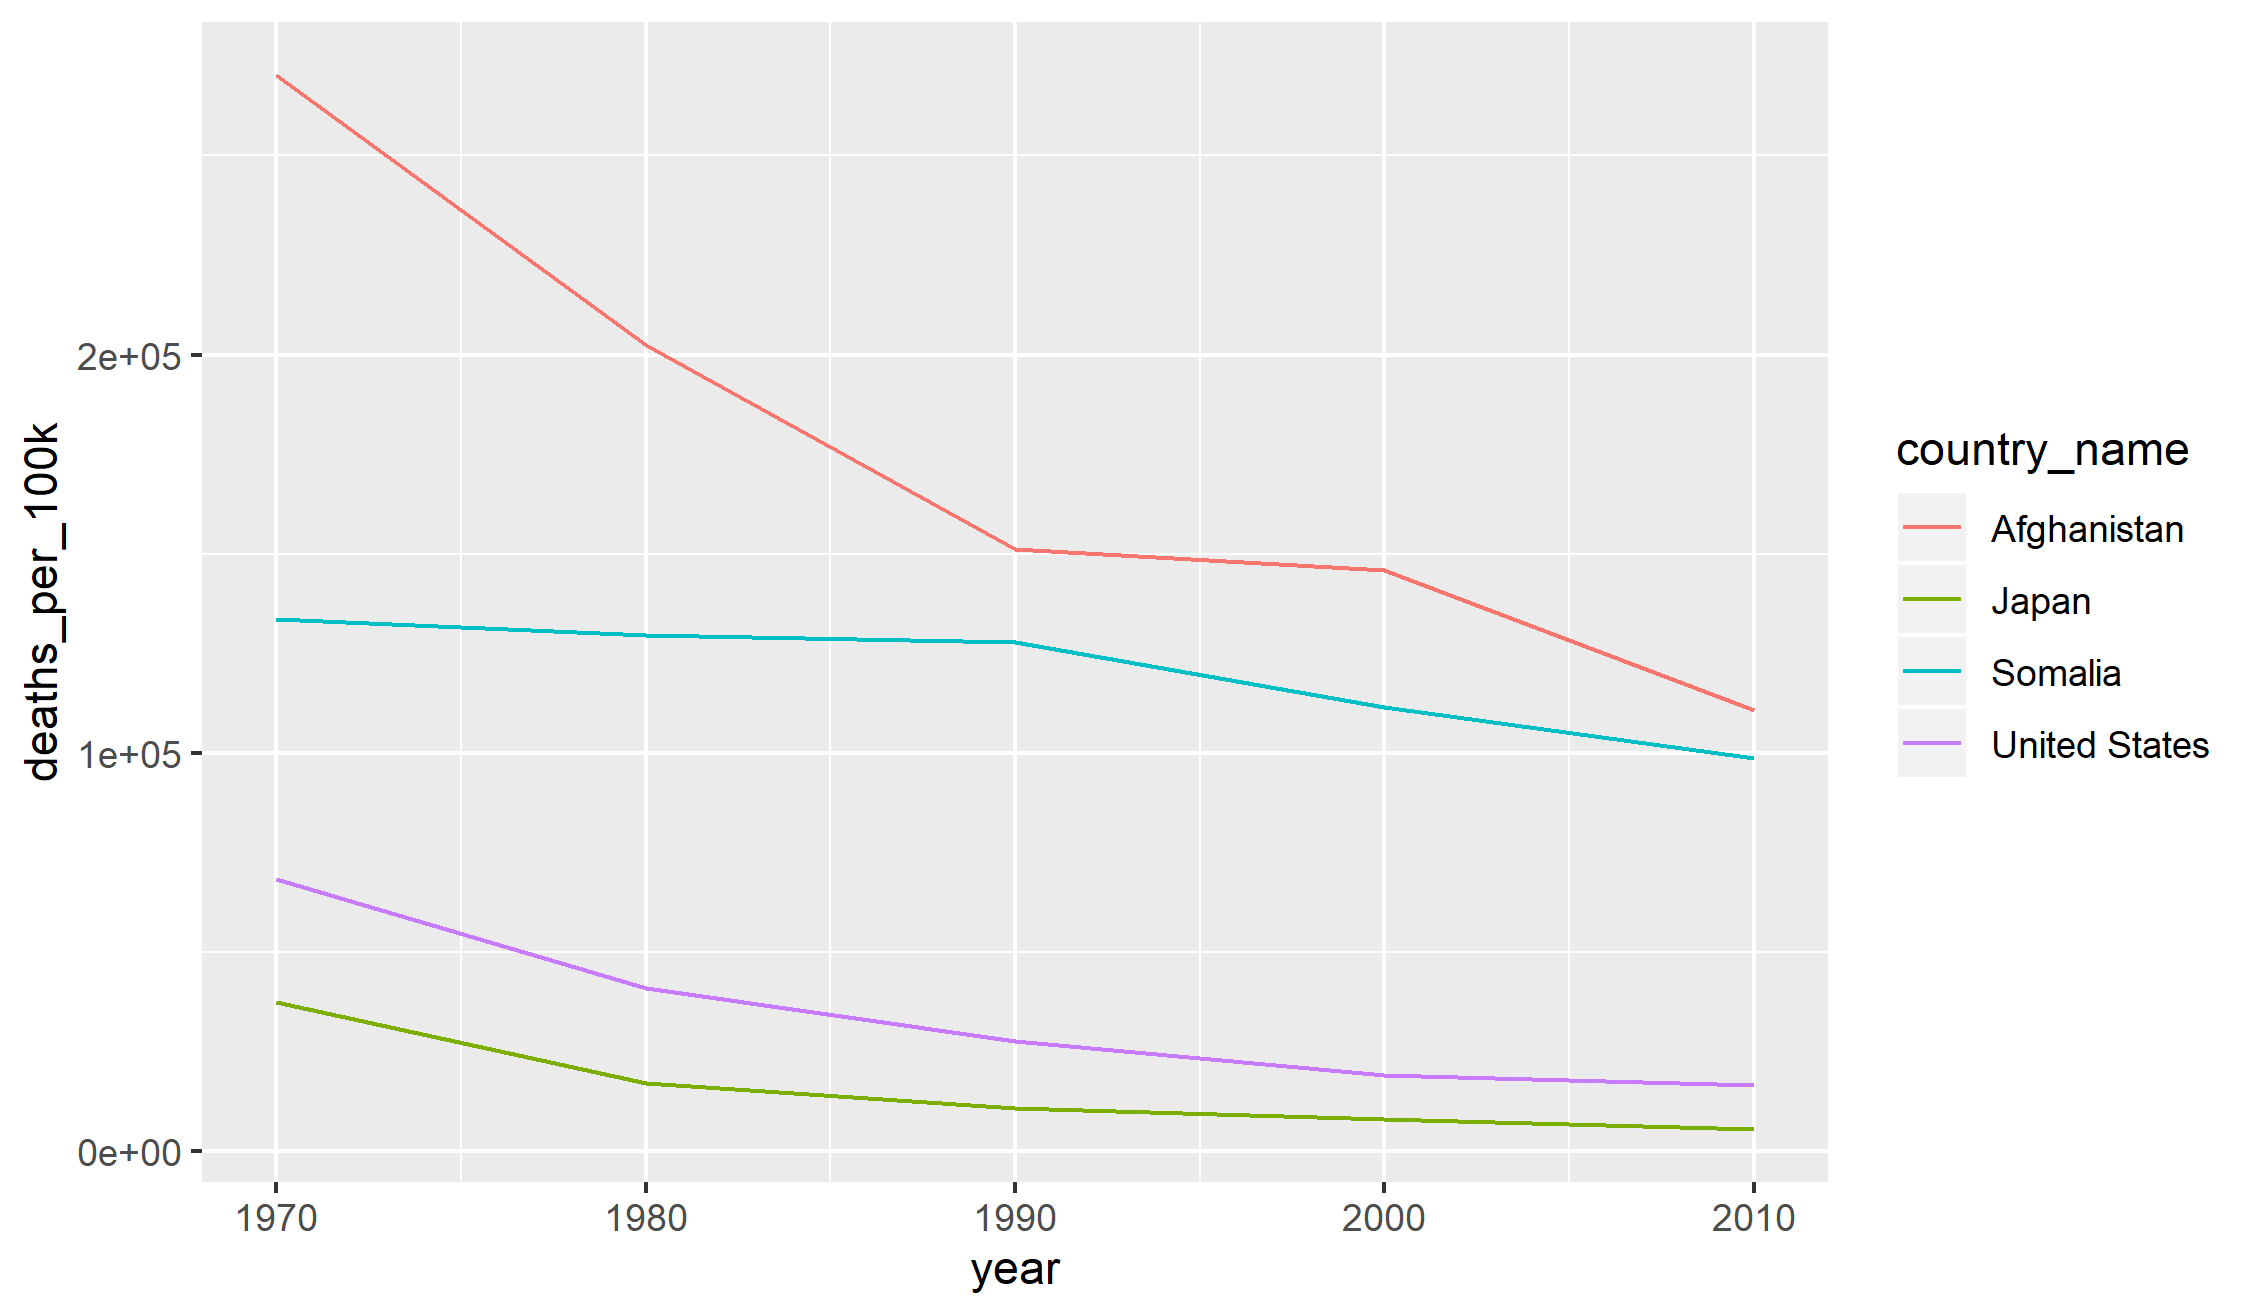 deaths_per_100k
2e+05
1e+05
0e+00
1970 1980 1990 2000 2010
year
country_name
Afghanistan
Japan
Somalia
United States